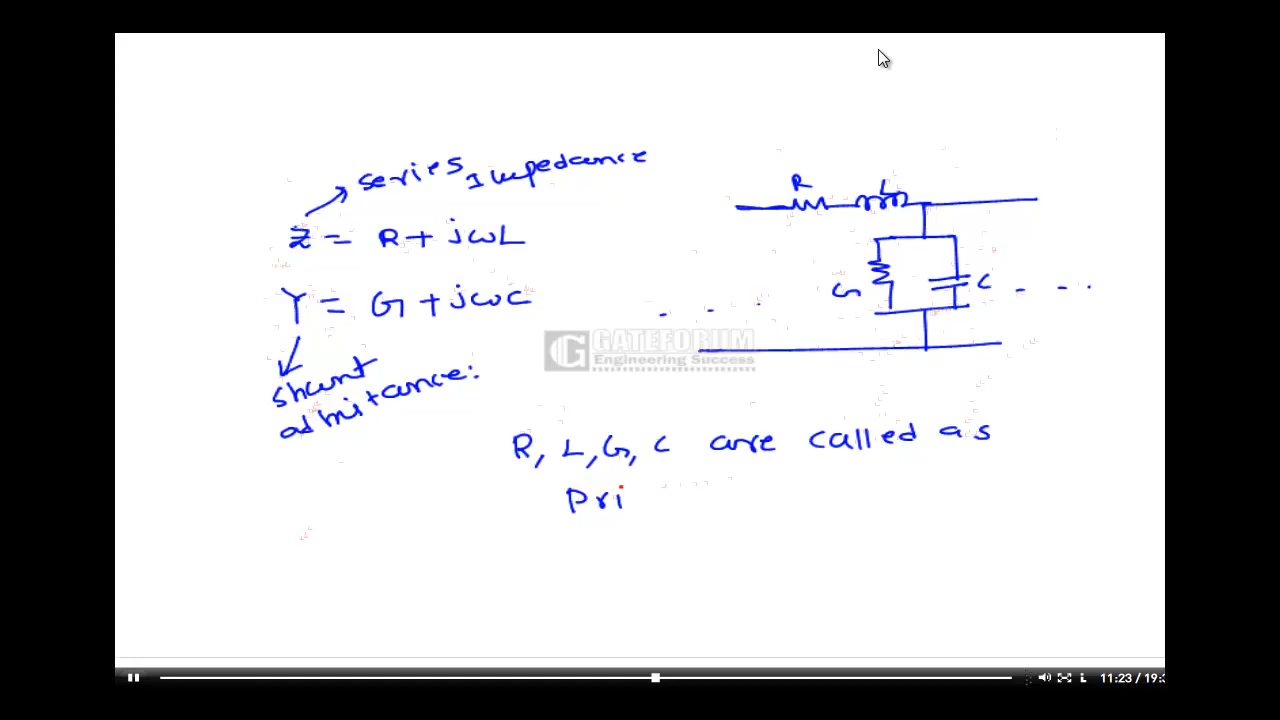 series Impedance
Z = R + jωL
Y = G + jωC
shunt
admittance:
R
L
G
C
GATEFORUM
Engineering Success
R, L, G, C are called as
Pri
11:23 / 19: